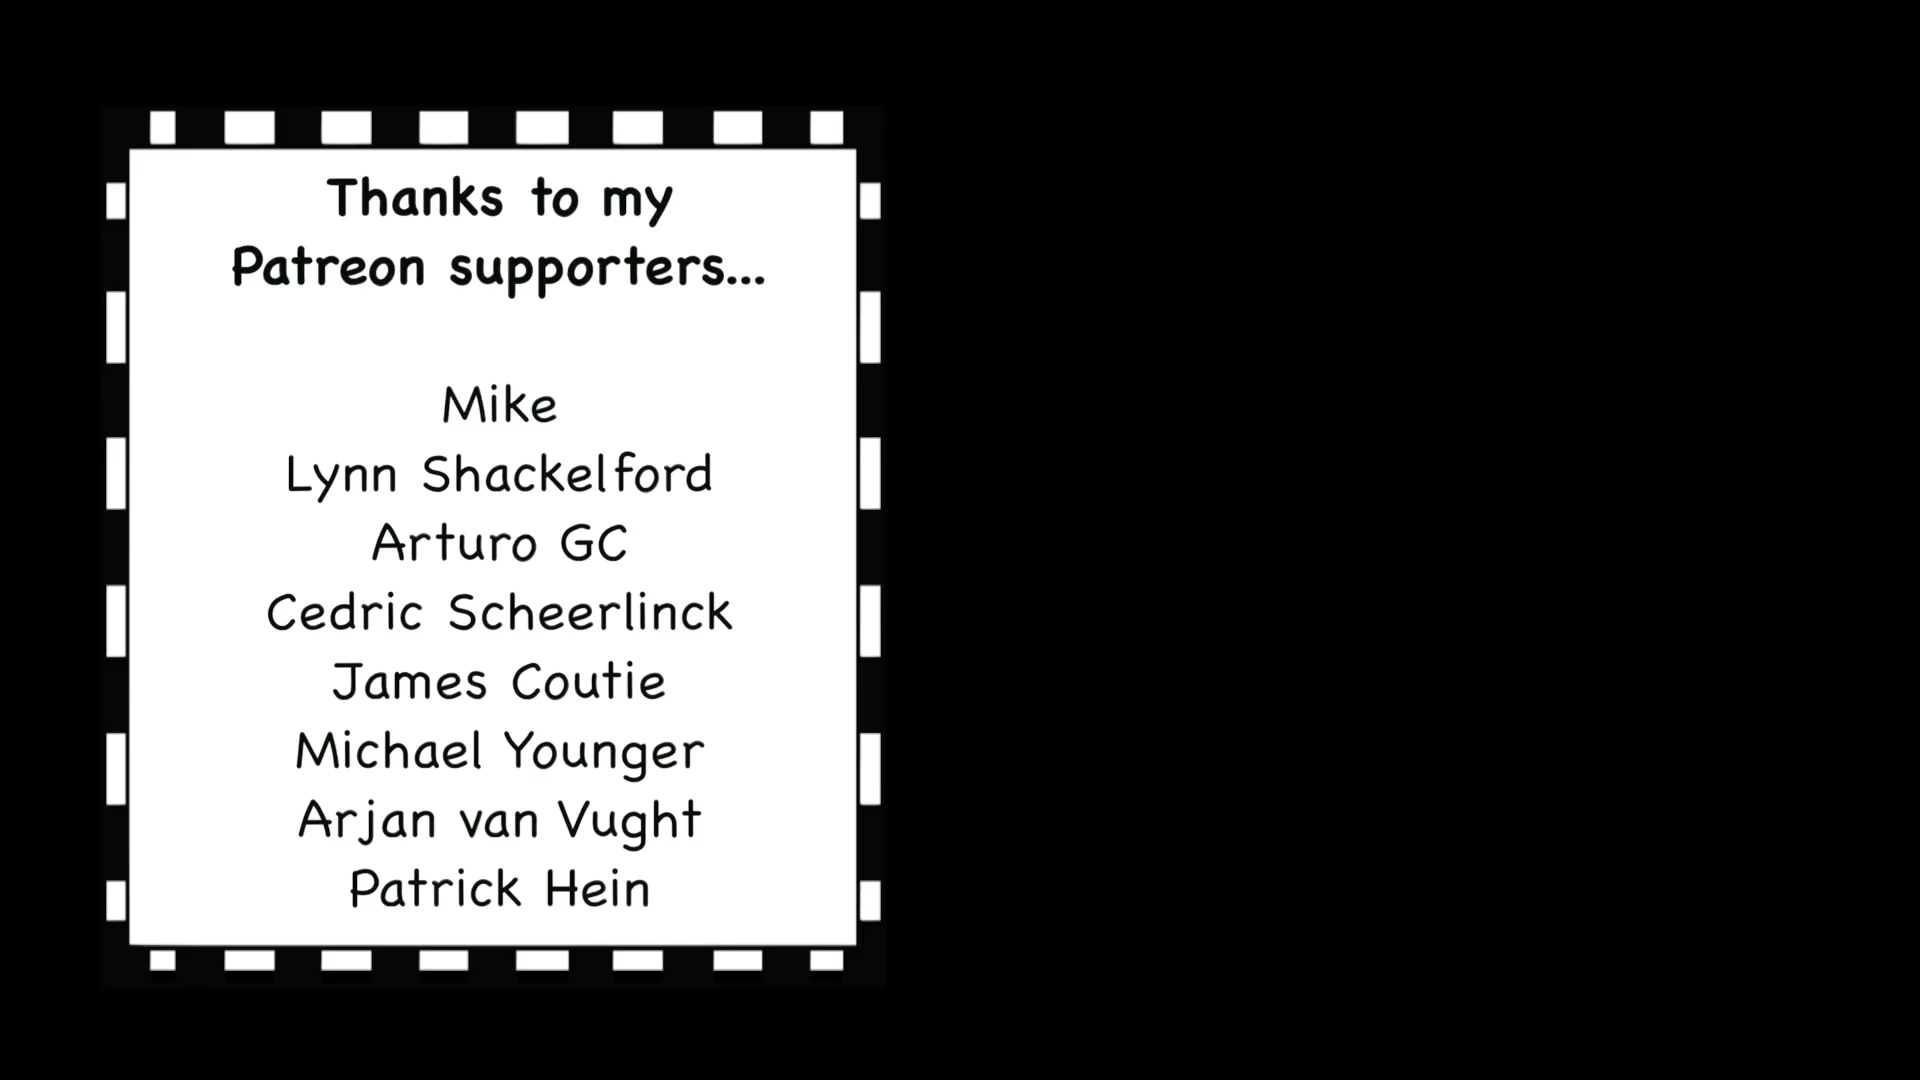 Thanks to my
Patreon supporters...
Mike
Lynn Shackelford
Arturo GC
Cedric Scheerlinck
James Coutie
Michael Younger
Arjan van Vught
Patrick Hein